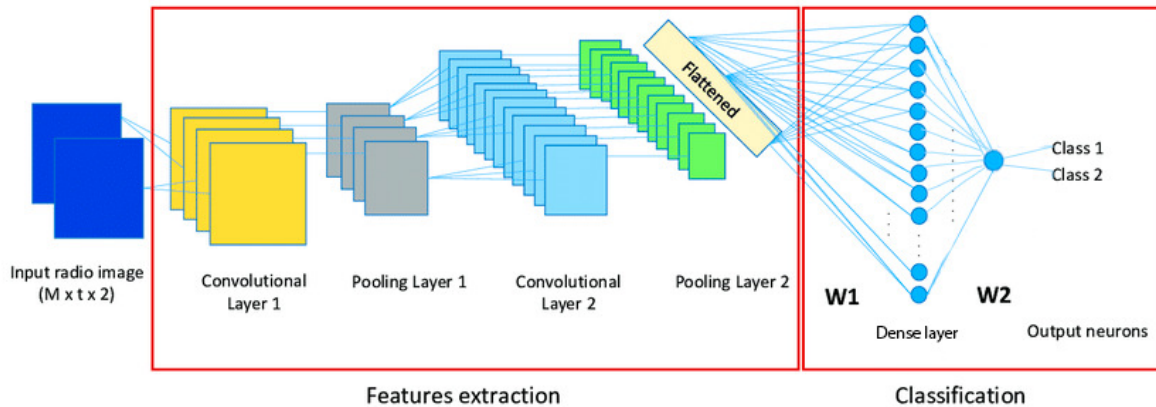 Flattened
Class 1
Class 2
Input radio image
(M x t x 2)
Convolutional
Layer 1
Pooling Layer 1
Convolutional
Layer 2
Pooling Layer 2
W1
W2
Dense layer
Output neurons
Features extraction
Classification